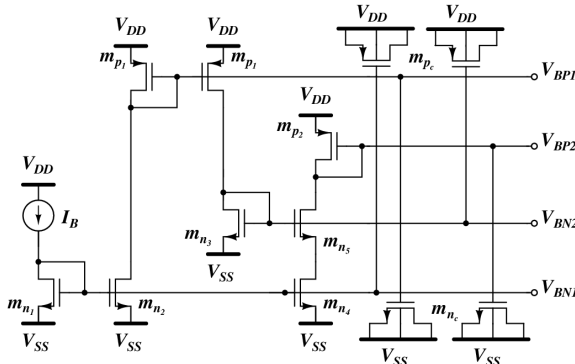 V_DD V_DD V_DD V_DD
m_p1 m_p1 m_pc
V_BP1
V_DD
m_p2
V_BP2
V_DD
I_B
V_BN2
m_n3 m_n5
V_SS
V_BN1
m_n1 m_n2 m_n4 m_nc
V_SS V_SS V_SS V_SS V_SS